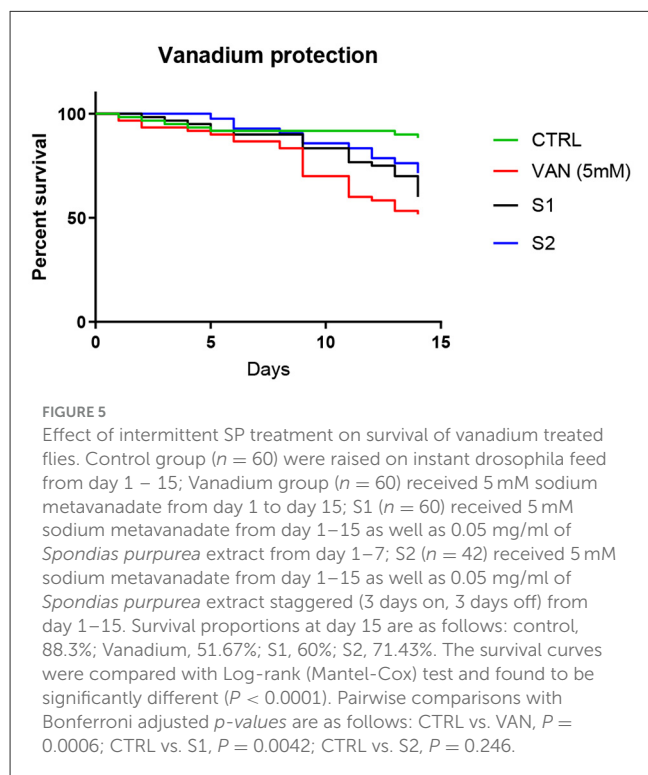 Vanadium protection
Percent survival
100
50
0
0
5
10
15
Days
CTRL
VAN (5mM)
S1
S2
FIGURE 5
Effect of intermittent SP treatment on survival of vanadium treated
flies. Control group (n = 60) were raised on instant drosophila feed
from day 1 – 15; Vanadium group (n = 60) received 5 mM sodium
metavanadate from day 1 to day 15; S1 (n = 60) received 5 mM
sodium metavanadate from day 1–15 as well as 0.05 mg/ml of
Spondias purpurea extract from day 1–7; S2 (n = 42) received 5 mM
sodium metavanadate from day 1–15 as well as 0.05 mg/ml of
Spondias purpurea extract staggered (3 days on, 3 days off) from
day 1–15. Survival proportions at day 15 are as follows: control,
88.3%; Vanadium, 51.67%; S1, 60%; S2, 71.43%. The survival curves
were compared with Log-rank (Mantel-Cox) test and found to be
significantly different (P < 0.0001). Pairwise comparisons with
Bonferroni adjusted p-values are as follows: CTRL vs. VAN, P =
0.0006; CTRL vs. S1, P = 0.0042; CTRL vs. S2, P = 0.246.